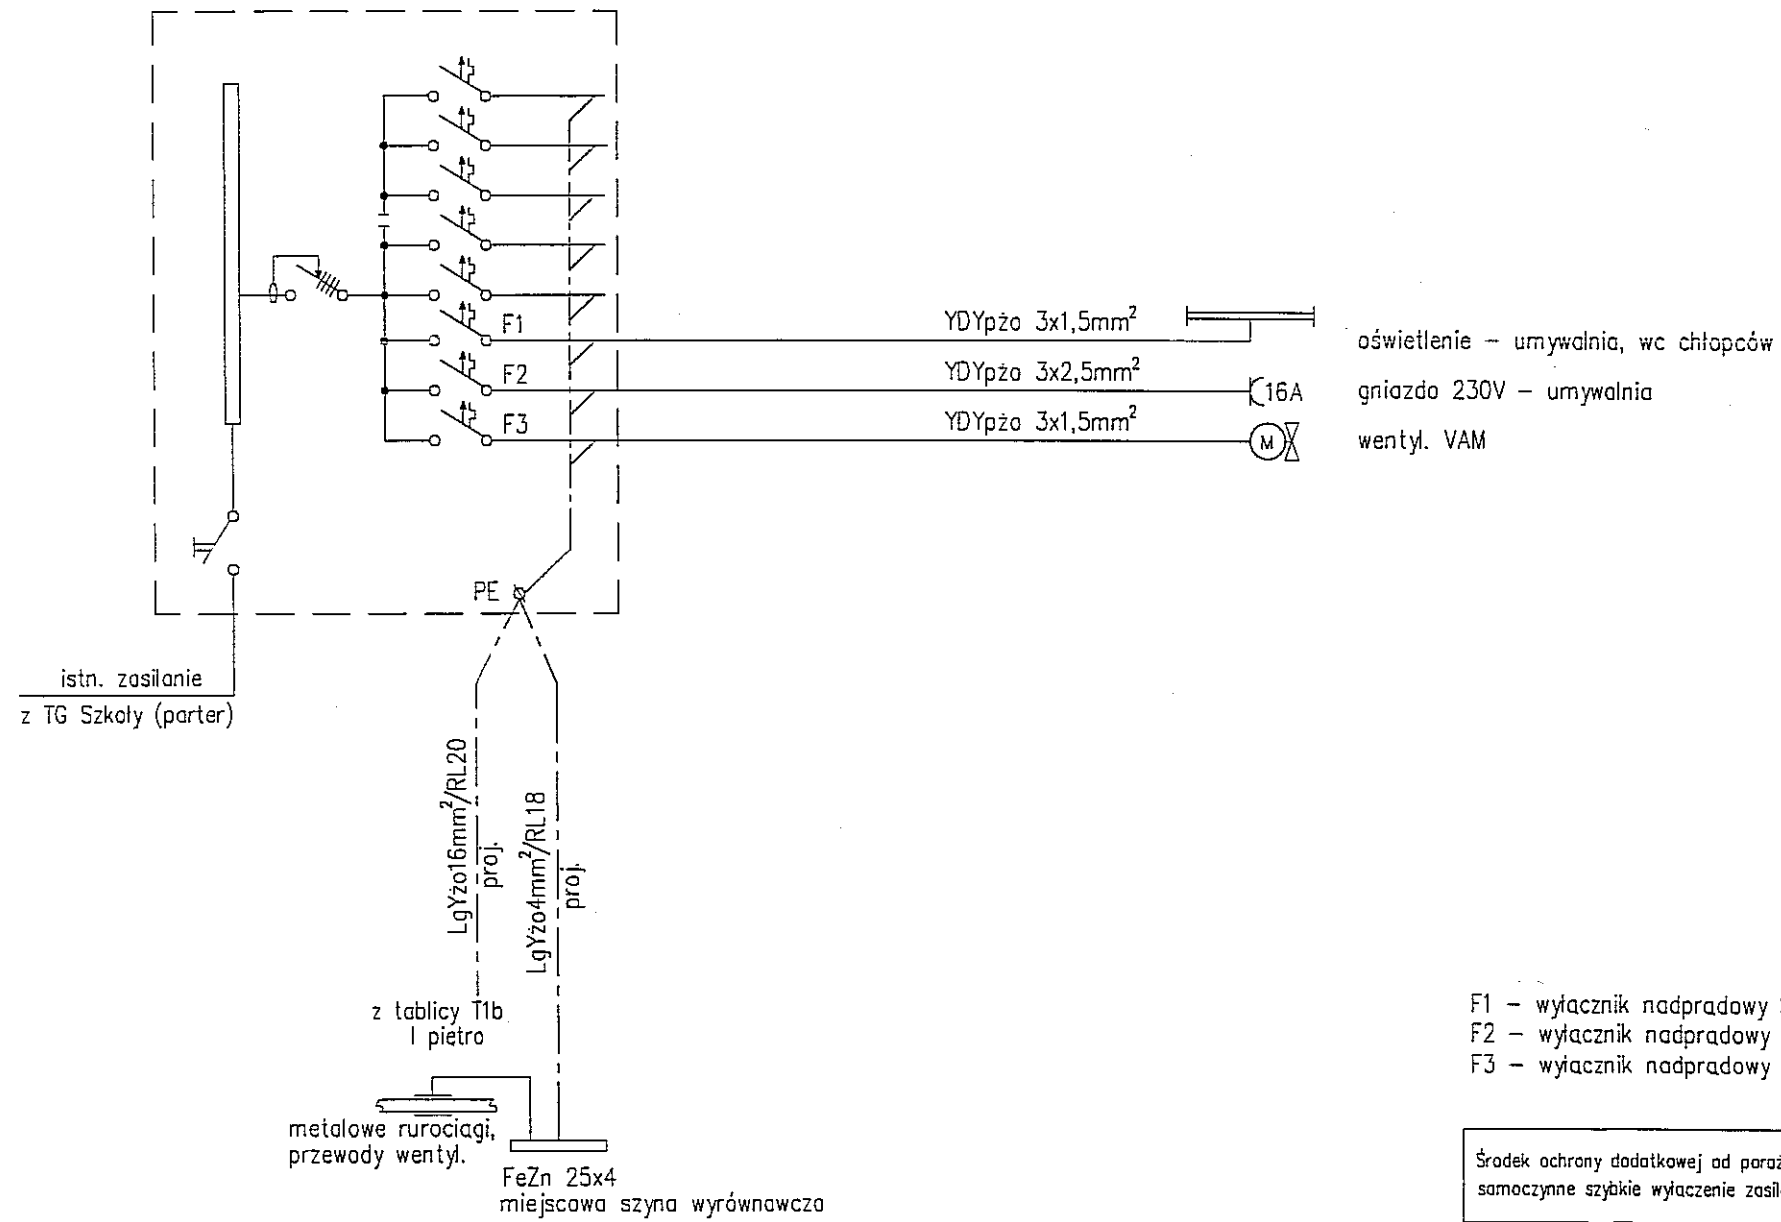 F1
YDYpżo 3x1,5mm²
oświetlenie – umywalnia, wc chłopców
F2
YDYpżo 3x2,5mm²
16A
gniazdo 230V – umywalnia
F3
YDYpżo 3x1,5mm²
M
wentyl. VAM
PE
istn. zasilanie
z TG Szkoły (parter)
LgYżo16mm²/RL20
proj.
LgYżo4mm²/RL18
proj.
z tablicy T1b
I piętro
metalowe rurociągi,
przewody wentyl.
FeZn 25x4
miejscowa szyna wyrównawcza
F1 – wyłącznik nadprądowy
F2 – wyłącznik nadprądowy
F3 – wyłącznik nadprądowy
Środek ochrony dodatkowej od
samoczynne szybkie wyłączenie